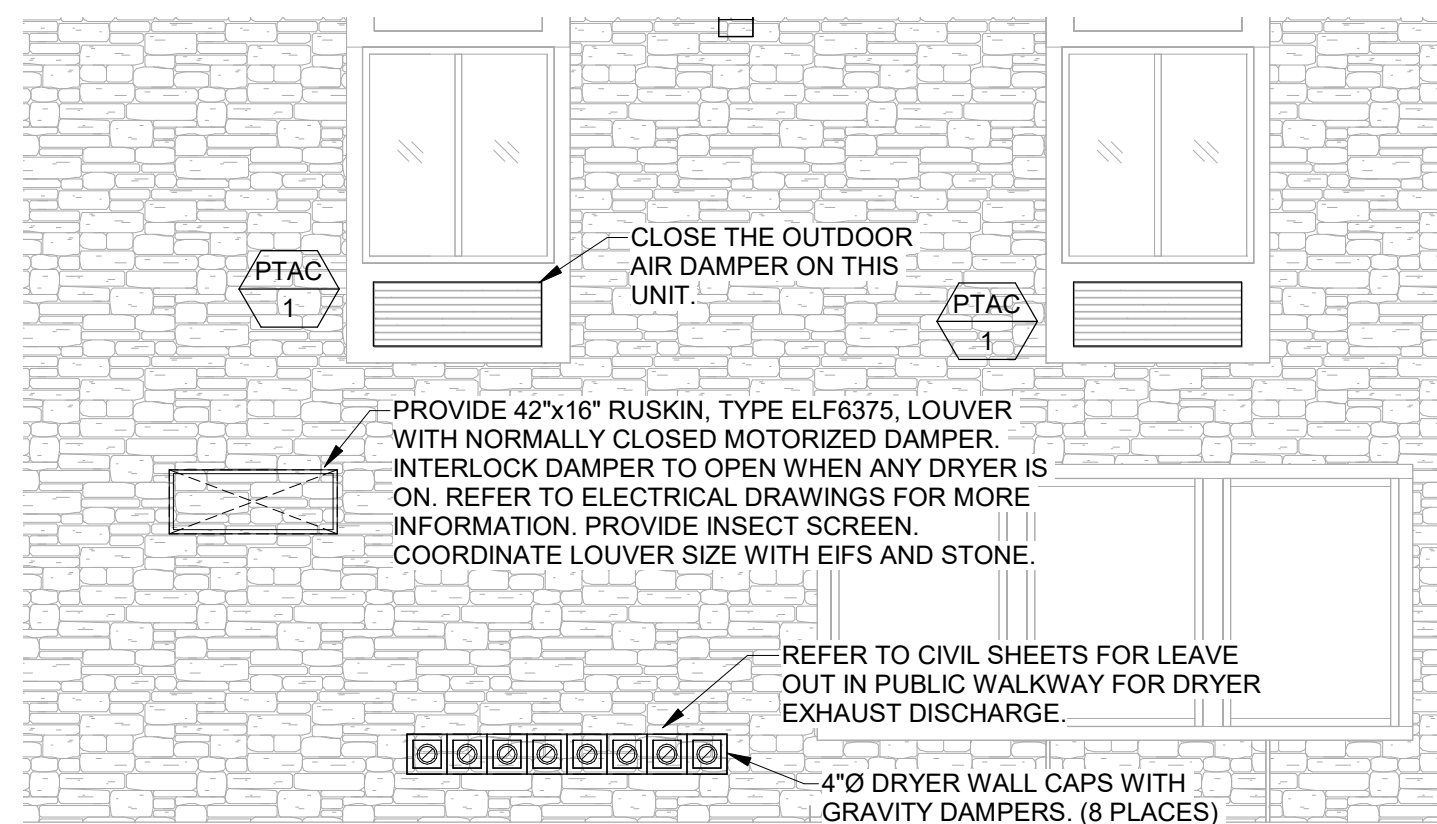 CLOSE THE OUTDOOR
AIR DAMPER ON THIS
UNIT.
PTAC
1
PTAC
1
PROVIDE 42"x16" RUSKIN, TYPE ELF6375, LOUVER
WITH NORMALLY CLOSED MOTORIZED DAMPER.
INTERLOCK DAMPER TO OPEN WHEN ANY DRYER IS
ON. REFER TO ELECTRICAL DRAWINGS FOR MORE
INFORMATION. PROVIDE INSECT SCREEN.
COORDINATE LOUVER SIZE WITH EIFS AND STONE.
REFER TO CIVIL SHEETS FOR LEAVE
OUT IN PUBLIC WALKWAY FOR DRYER
EXHAUST DISCHARGE.
4"Ø DRYER WALL CAPS WITH
GRAVITY DAMPERS. (8 PLACES)